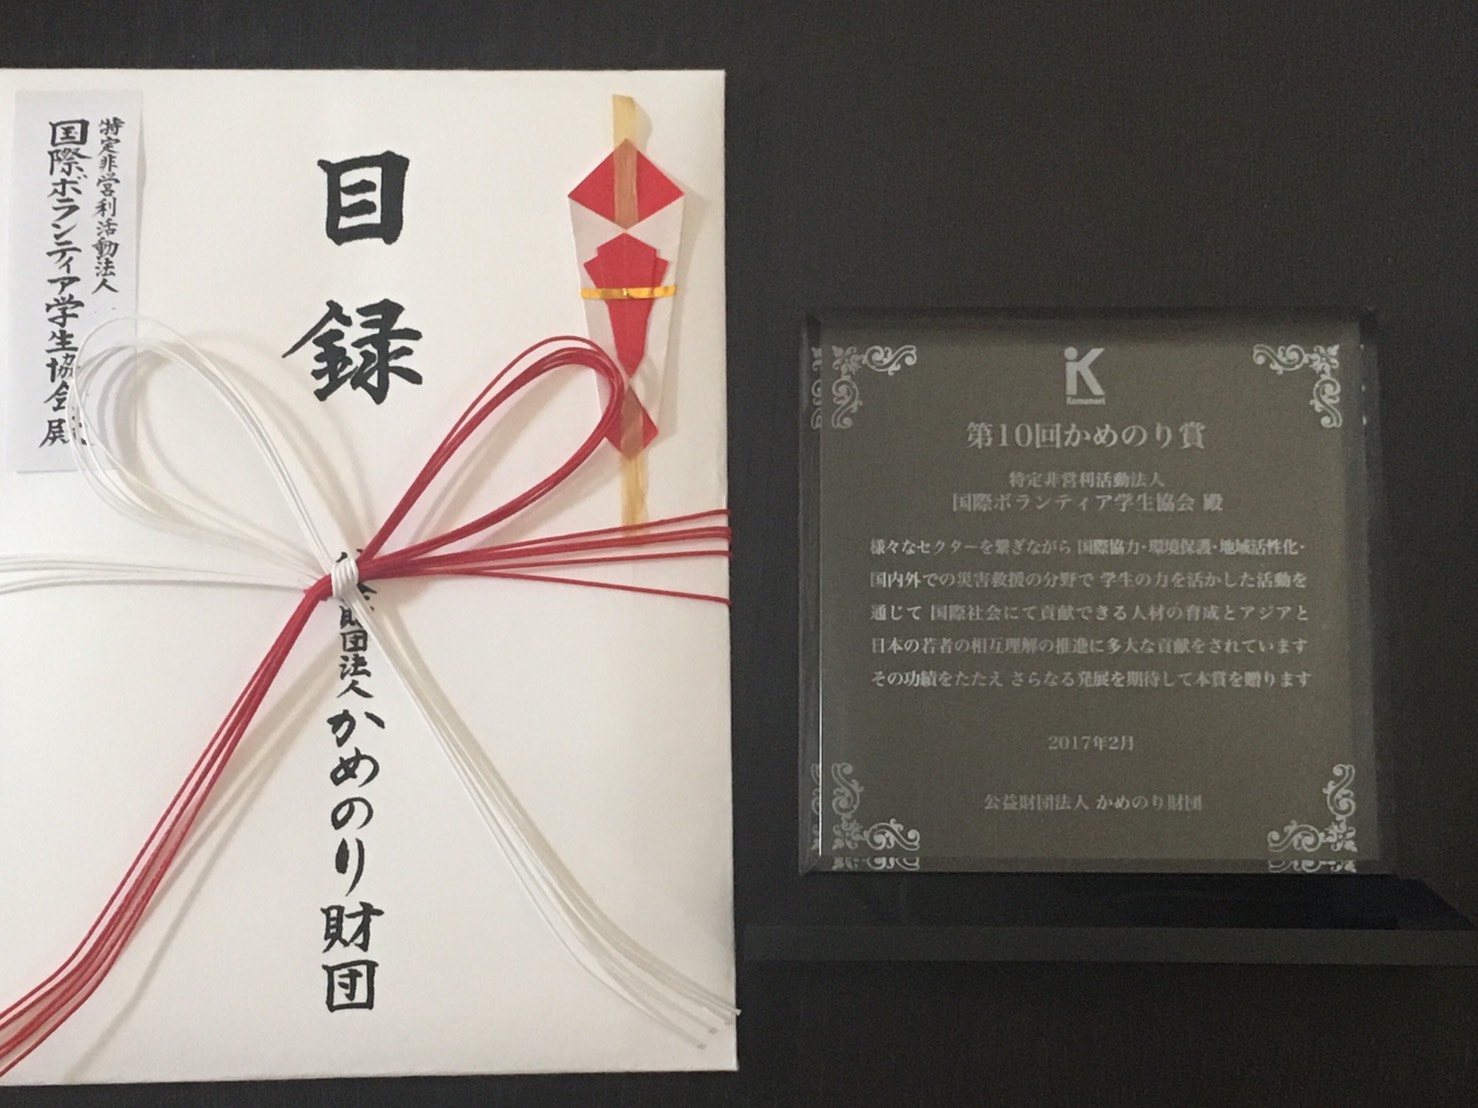 目録
特定非営利活動法人
国際ボランティア学生協会殿
財団法人かめのり財団
K
Kamenori
第10回かめのり賞
特定非営利活動法人
国際ボランティア学生協会 殿
様々なセクターを繋ぎながら 国際協力・環境保護・地域活性化・
国内外での災害救援の分野で 学生の力を活かした活動を
通じて 国際社会にて貢献できる人材の育成とアジアと
日本の若者の相互理解の推進に多大な貢献をされています
その功績をたたえ さらなる発展を期待して本賞を贈ります
2017年2月
公益財団法人 かめのり財団